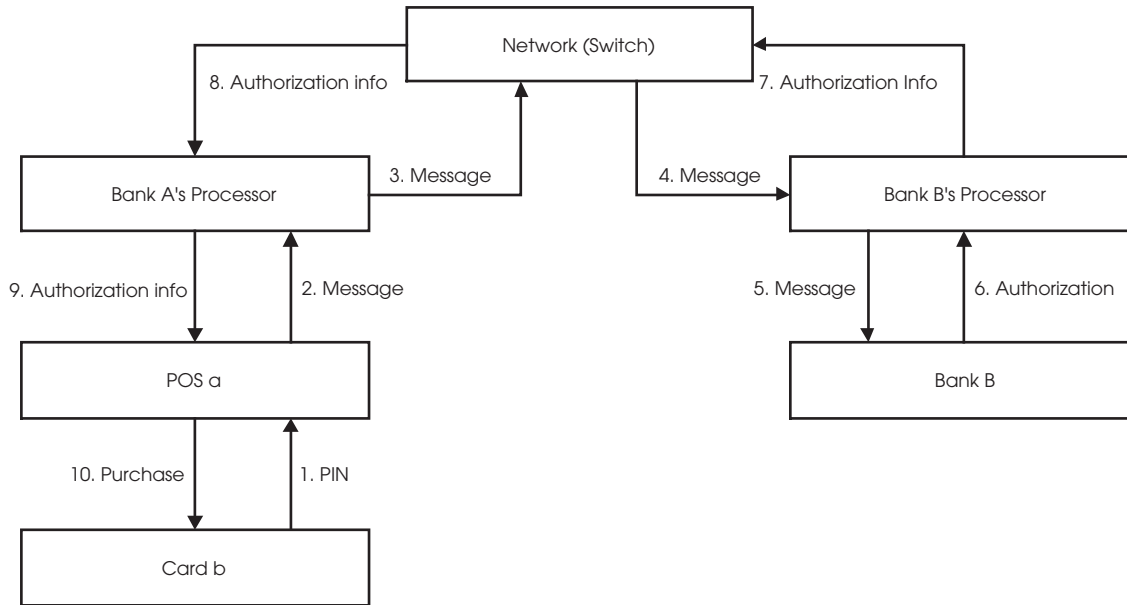 Network (Switch)
8. Authorization info
7. Authorization Info
3. Message
4. Message
Bank A's Processor
Bank B's Processor
9. Authorization info
2. Message
5. Message
6. Authorization
POS a
Bank B
10. Purchase
1. PIN
Card b